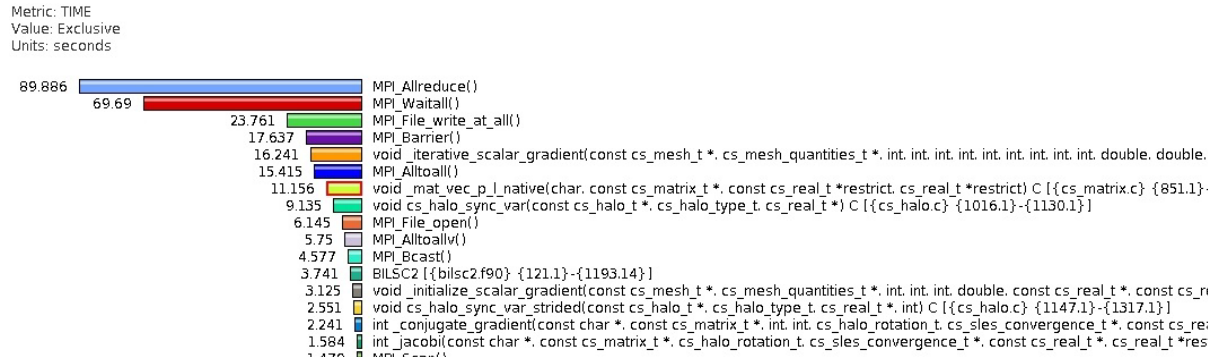 Metric: TIME
Value: Exclusive
Units: seconds
89.886 MPI_Allreduce()
69.69 MPI_Waitall()
23.761 MPI_File_write_at_all()
17.637 MPI_Barrier()
16.241 void _iterative_scalar_gradient(const cs_mesh_t *. cs_mesh_quantities_t *. int. int. int. int. int. int. int. int. int. double. double.
15.415 MPI_Alltoall()
11.156 void _mat_vec_p_l_native(char. const cs_matrix_t *. const cs_real_t *restrict. cs_real_t *restrict) C [{cs_matrix.c} {851.1}-
9.135 void cs_halo_sync_var(const cs_halo_t *. cs_halo_type_t. cs_real_t *) C [{cs_halo.c} {1016.1}-{1130.1}]
6.145 MPI_File_open()
5.75 MPI_Alltoallv()
4.577 MPI_Bcast()
3.741 BILSC2 [{bilsc2.f90} {121.1}-{1193.14}]
3.125 void _initialize_scalar_gradient(const cs_mesh_t *. cs_mesh_quantities_t *. int. int. int. double. const cs_real_t *. const cs_re
2.551 void cs_halo_sync_var_strided(const cs_halo_t *. cs_halo_type_t. cs_real_t *. int) C [{cs_halo.c} {1147.1}-{1317.1}]
2.241 int _conjugate_gradient(const char *. const cs_matrix_t *. int. int. cs_halo_rotation_t. cs_sles_convergence_t *. const cs_rea
1.584 int _jacobi(const char *. const cs_matrix_t *. cs_halo_rotation_t. cs_sles_convergence_t *. const cs_real_t *. cs_real_t *res